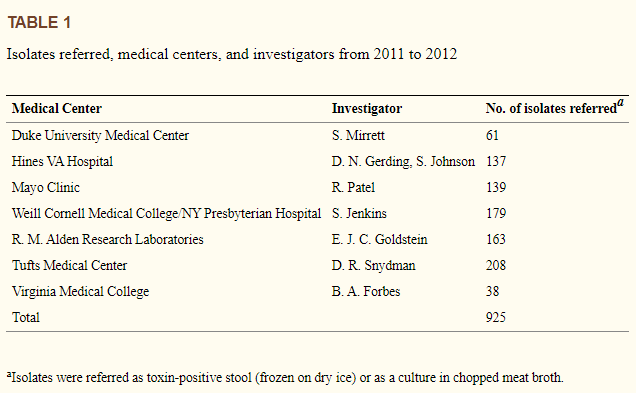 TABLE 1
Isolates referred, medical centers, and investigators from 2011 to 2012
Medical Center Investigator No. of isolates referredᵃ
Duke University Medical Center S. Mirrett 61
Hines VA Hospital D. N. Gerding, S. Johnson 137
Mayo Clinic R. Patel 139
Weill Cornell Medical College/NY Presbyterian Hospital S. Jenkins 179
R. M. Alden Research Laboratories E. J. C. Goldstein 163
Tufts Medical Center D. R. Snydman 208
Virginia Medical College B. A. Forbes 38
Total 925
ᵃIsolates were referred as toxin-positive stool (frozen on dry ice) or as a culture in chopped meat broth.